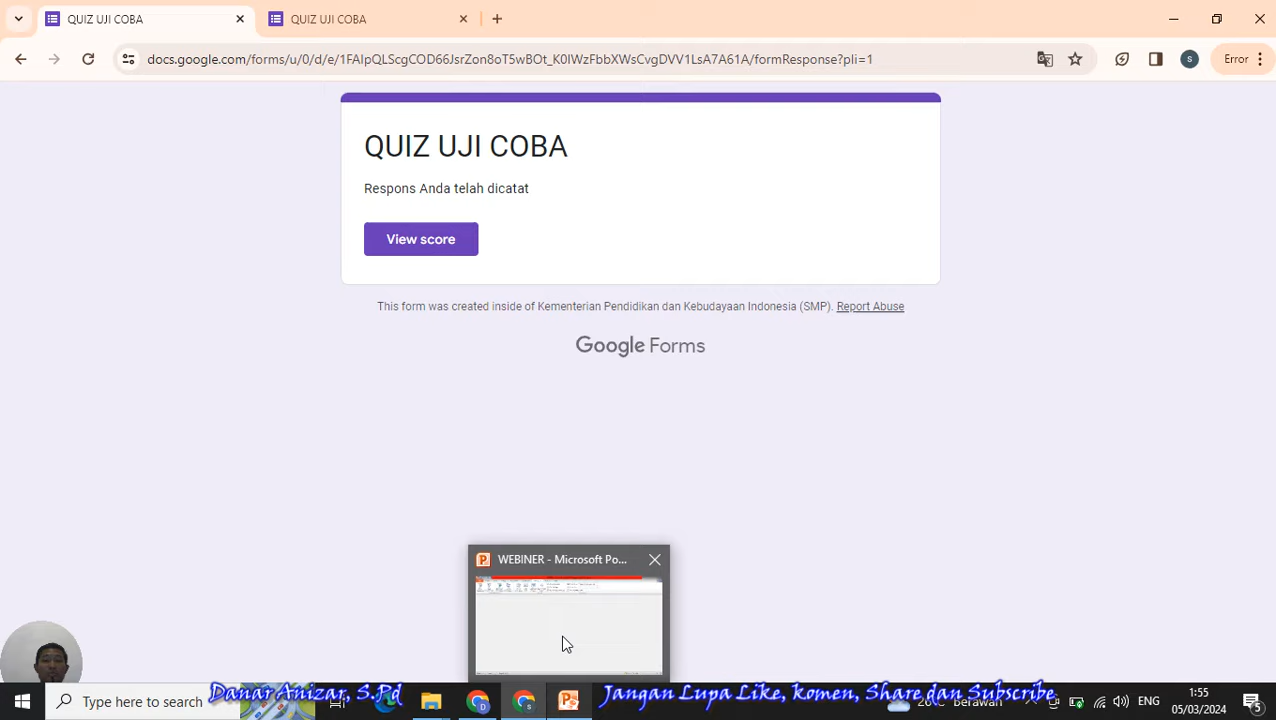 QUIZ UJI COBA
QUIZ UJI COBA
docs.google.com/forms/u/0/d/e/1FAIpQLScgCOD66JsrZon8oT5wBOt_K0IWzFbbXWsCvgDVV1LsA7A61A/formResponse?pli=1
S
Error
QUIZ UJI COBA
Respons Anda telah dicatat
View score
This form was created inside of Kementerian Pendidikan dan Kebudayaan Indonesia (SMP). Report Abuse
Google Forms
WEBINER - Microsoft Po...
Type here to search
Danar Anizar, S.Pd
Jangan Lupa Like, komen, Share dan Subscribe
Berawan
ENG
1:55
05/03/2024
5